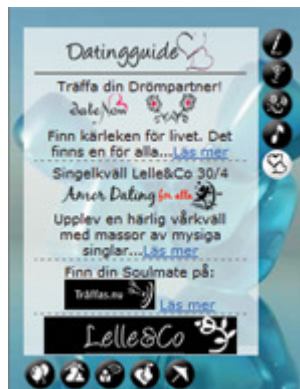 Datingguide
Träffa din Drömpartner!
dateNow
Finn kärleken för livet. Det
finns en för alla...Läs mer
Singelkväll Lelle&Co 30/4
Amor Dating för alla
Upplev en härlig vårkväll
med massor av mysiga
singlar...Läs mer
Finn din Soulmate på:
Träffas.nu Läs mer
Lelle&Co